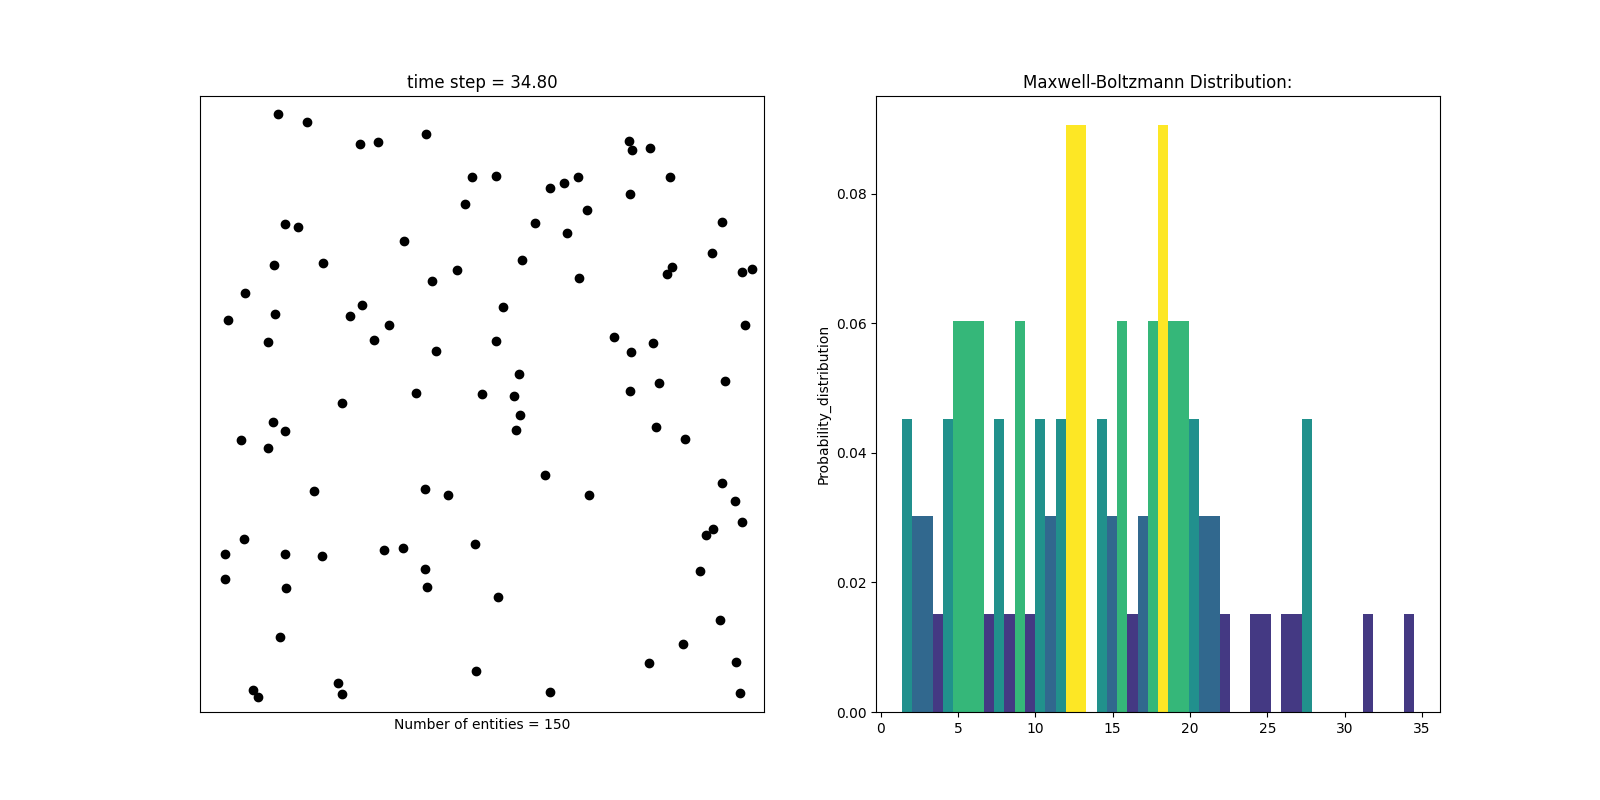 time step = 34.80
Number of entities = 150
Maxwell-Boltzmann Distribution:
Probability_distribution
0.08
0.06
0.04
0.02
0.00
0 5 10 15 20 25 30 35